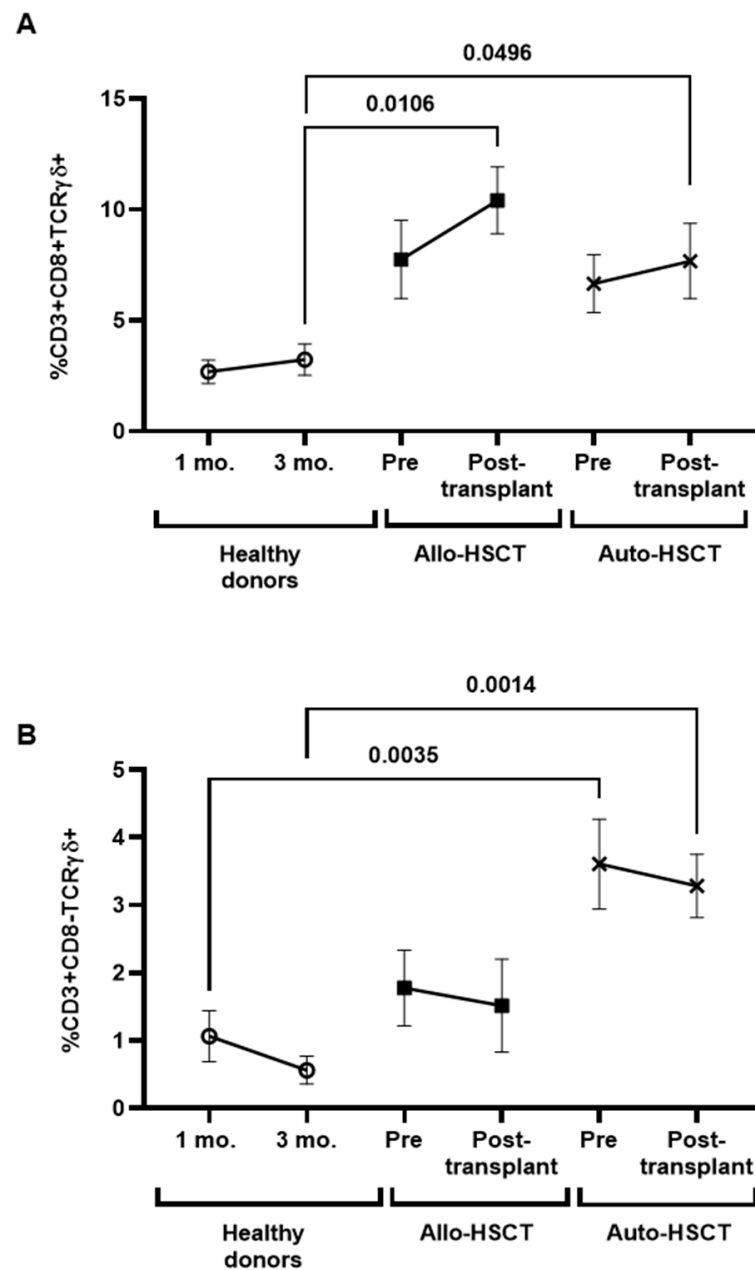 A
0.0496
0.0106
15
10
5
0
%CD3+CD8+TCRγδ+
1 mo. 3 mo. Pre Post- Pre Post-
transplant transplant
Healthy Allo-HSCT Auto-HSCT
donors
B
0.0014
0.0035
5
4
3
2
1
0
%CD3+CD8-TCRγδ+
1 mo. 3 mo. Pre Post- Pre Post-
transplant transplant
Healthy Allo-HSCT Auto-HSCT
donors